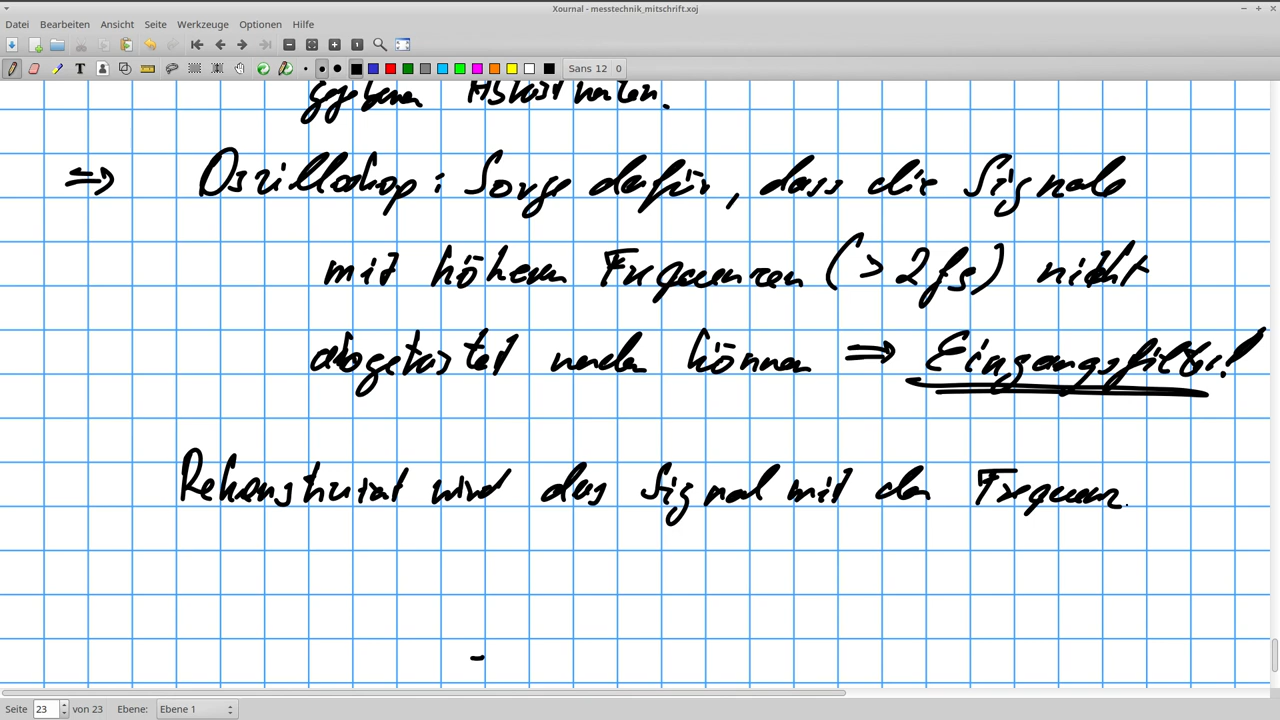 Xournal - messtechnik_mitschrift.xoj
Datei Bearbeiten Ansicht Seite Werkzeuge Optionen Hilfe
Sans 12 0
gegebenen Abtastraten.
⇒ Oszilloskop: Sorge dafür, dass die Signale
mit höheren Frequenzen (> 2fs) nicht
abgetastet werden können ⇒ Eingangsfilter!
Rekonstruiert wird das Signal mit der Frequenz.
-
Seite 23 von 23 Ebene: Ebene 1